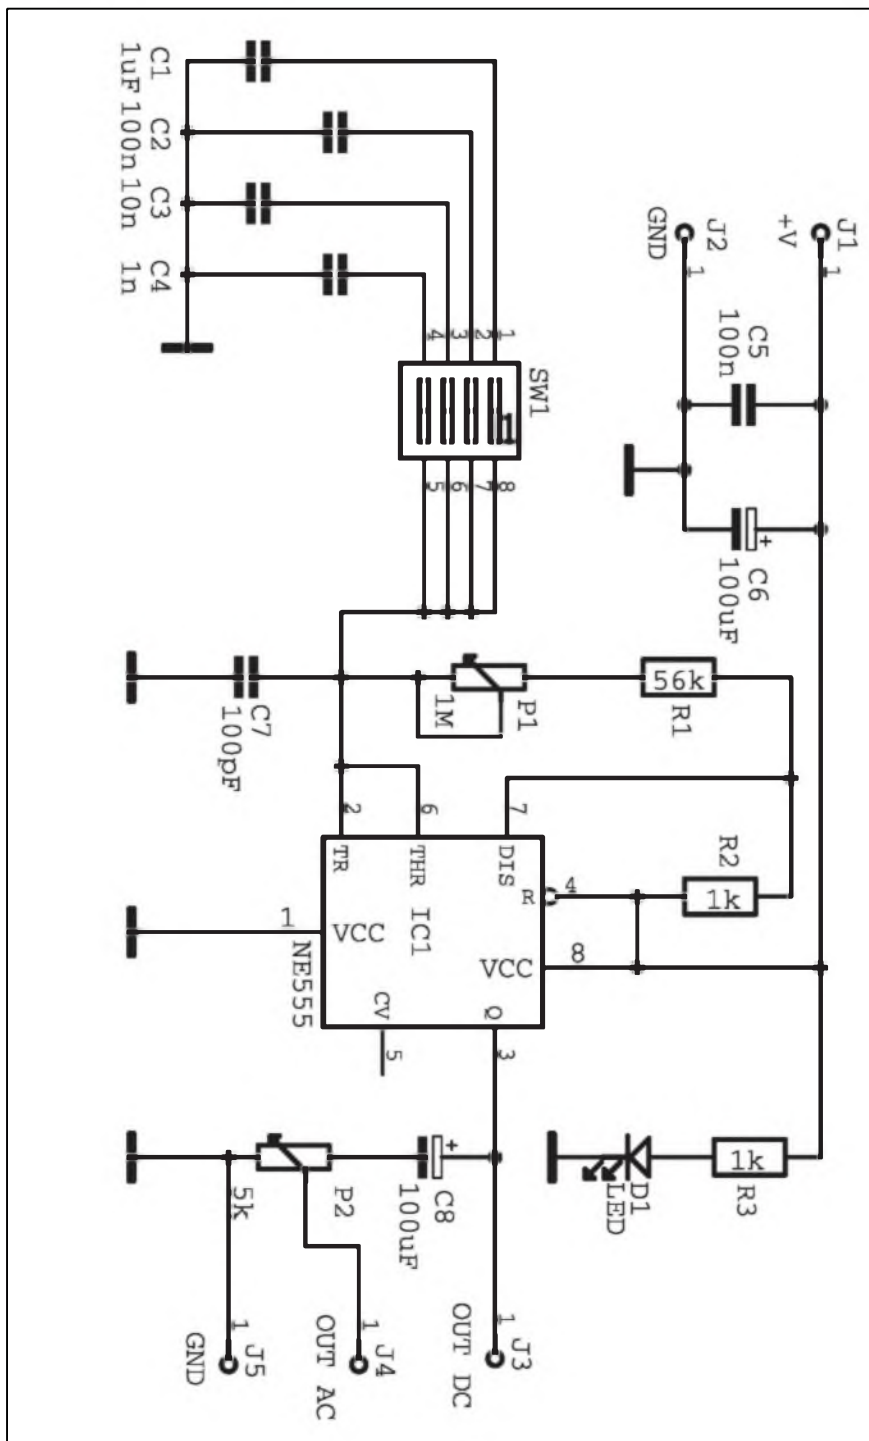 J1
1
+V
J2
1
GND
C5
100n
C6
100uF
56k
R1
R2
1k
1k
R3
D1
LED
SW1
1
1
2
3
4
8
7
6
5
C1
1uF
C2
100n
C3
10n
C4
1n
P1
1M
C7
100pF
7
6
2
4
8
1
3
5
DIS
THR
TR
R
VCC
VCC
Q
CV
IC1
NE555
C8
100uF
P2
5k
J3
1
OUT DC
J4
1
OUT AC
J5
1
GND